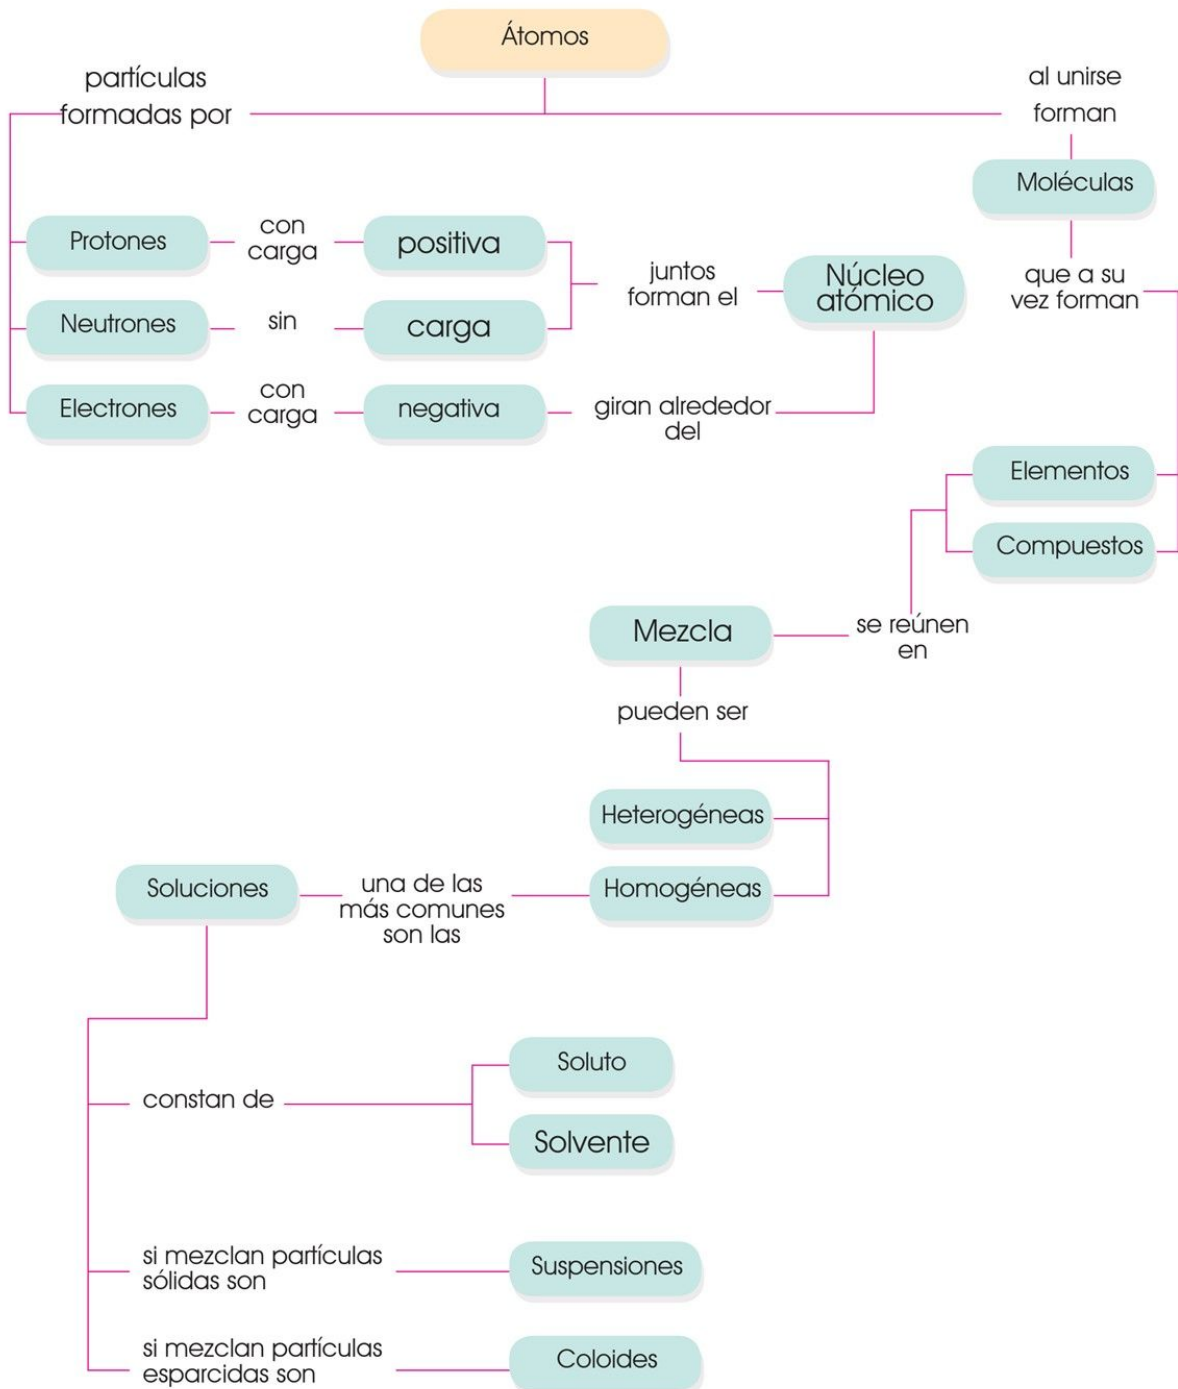 Átomos
partículas
formadas por
al unirse
forman
Moléculas
Protones
con
carga
positiva
Neutrones
sin
carga
juntos
forman el
Núcleo
atómico
que a su
vez forman
Electrones
con
carga
negativa
giran alrededor
del
Elementos
Compuestos
se reúnen
en
Mezcla
pueden ser
Heterogéneas
Homogéneas
una de las
más comunes
son las
Soluciones
constan de
Soluto
Solvente
si mezclan partículas
sólidas son
Suspensiones
si mezclan partículas
esparcidas son
Coloides